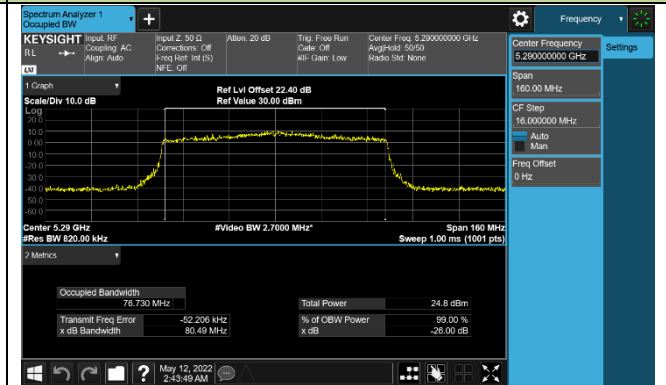 Spectrum Analyzer 1
Occupied BW
+
Frequency
KEYSIGHT
RL
LXI
Input: RF
Coupling: AC
Align: Auto
Input Z: 50 Ω
Corrections: Off
Freq Ref: Int (S)
NFE: Off
Atten: 20 dB
Trig: Free Run
Gate: Off
#IF Gain: Low
Center Freq: 5.290000000 GHz
Avg|Hold: 50/50
Radio Std: None
Center Frequency
5.290000000 GHz
Settings
Span
160.00 MHz
CF Step
16.000000 MHz
Auto
Man
Freq Offset
0 Hz
1 Graph
Scale/Div 10.0 dB
Ref Lvl Offset 22.40 dB
Ref Value 30.00 dBm
Log
20.0
10.0
0.00
-10.0
-20.0
-30.0
-40.0
-50.0
-60.0
Center 5.29 GHz
#Res BW 820.00 kHz
#Video BW 2.7000 MHz*
Span 160 MHz
Sweep 1.00 ms (1001 pts)
2 Metrics
Occupied Bandwidth
76.730 MHz
Total Power
24.8 dBm
Transmit Freq Error
-52.206 kHz
% of OBW Power
99.00 %
x dB Bandwidth
80.49 MHz
x dB
-26.00 dB
?
May 12, 2022
2:43:49 AM